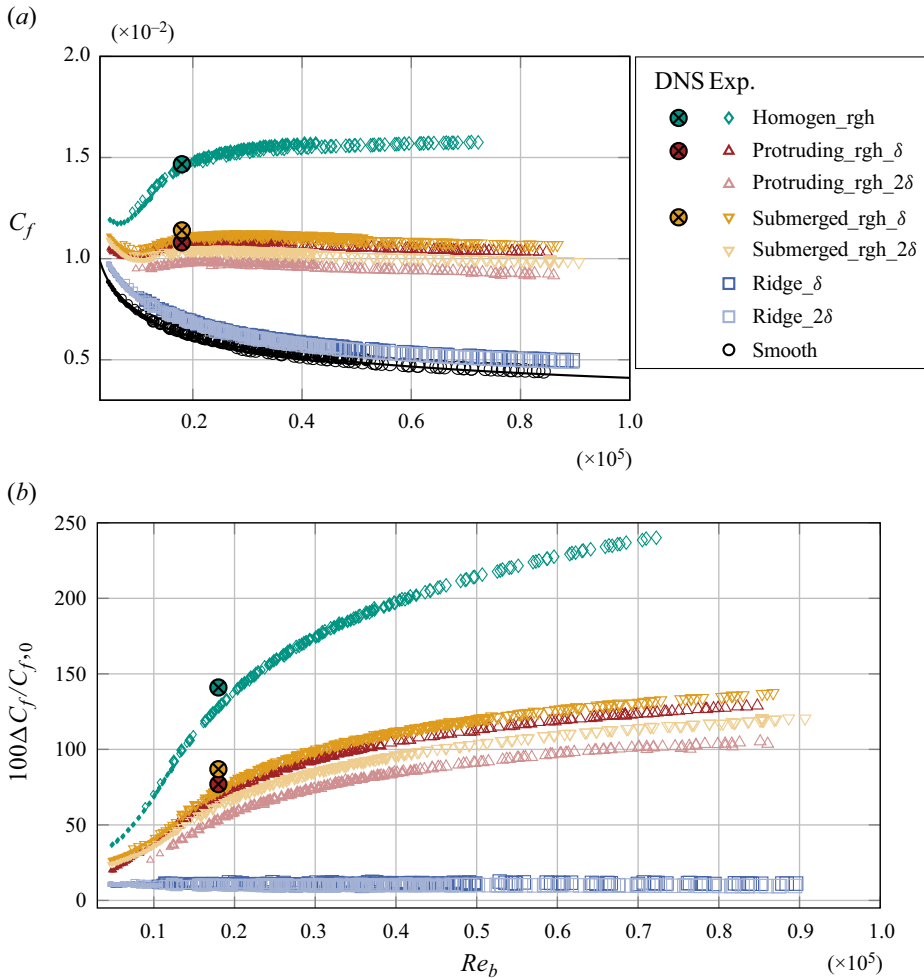 (a)
(×10⁻²)
2.0
1.5
1.0
0.5
C_f
0.2 0.4 0.6 0.8 1.0
(×10⁵)
DNS Exp.
Homogen_rgh
Protruding_rgh_δ
Protruding_rgh_2δ
Submerged_rgh_δ
Submerged_rgh_2δ
Ridge_δ
Ridge_2δ
Smooth
(b)
250
200
150
100
50
0
100ΔC_f/C_f,0
0.1 0.2 0.3 0.4 0.5 0.6 0.7 0.8 0.9 1.0
Re_b
(×10⁵)